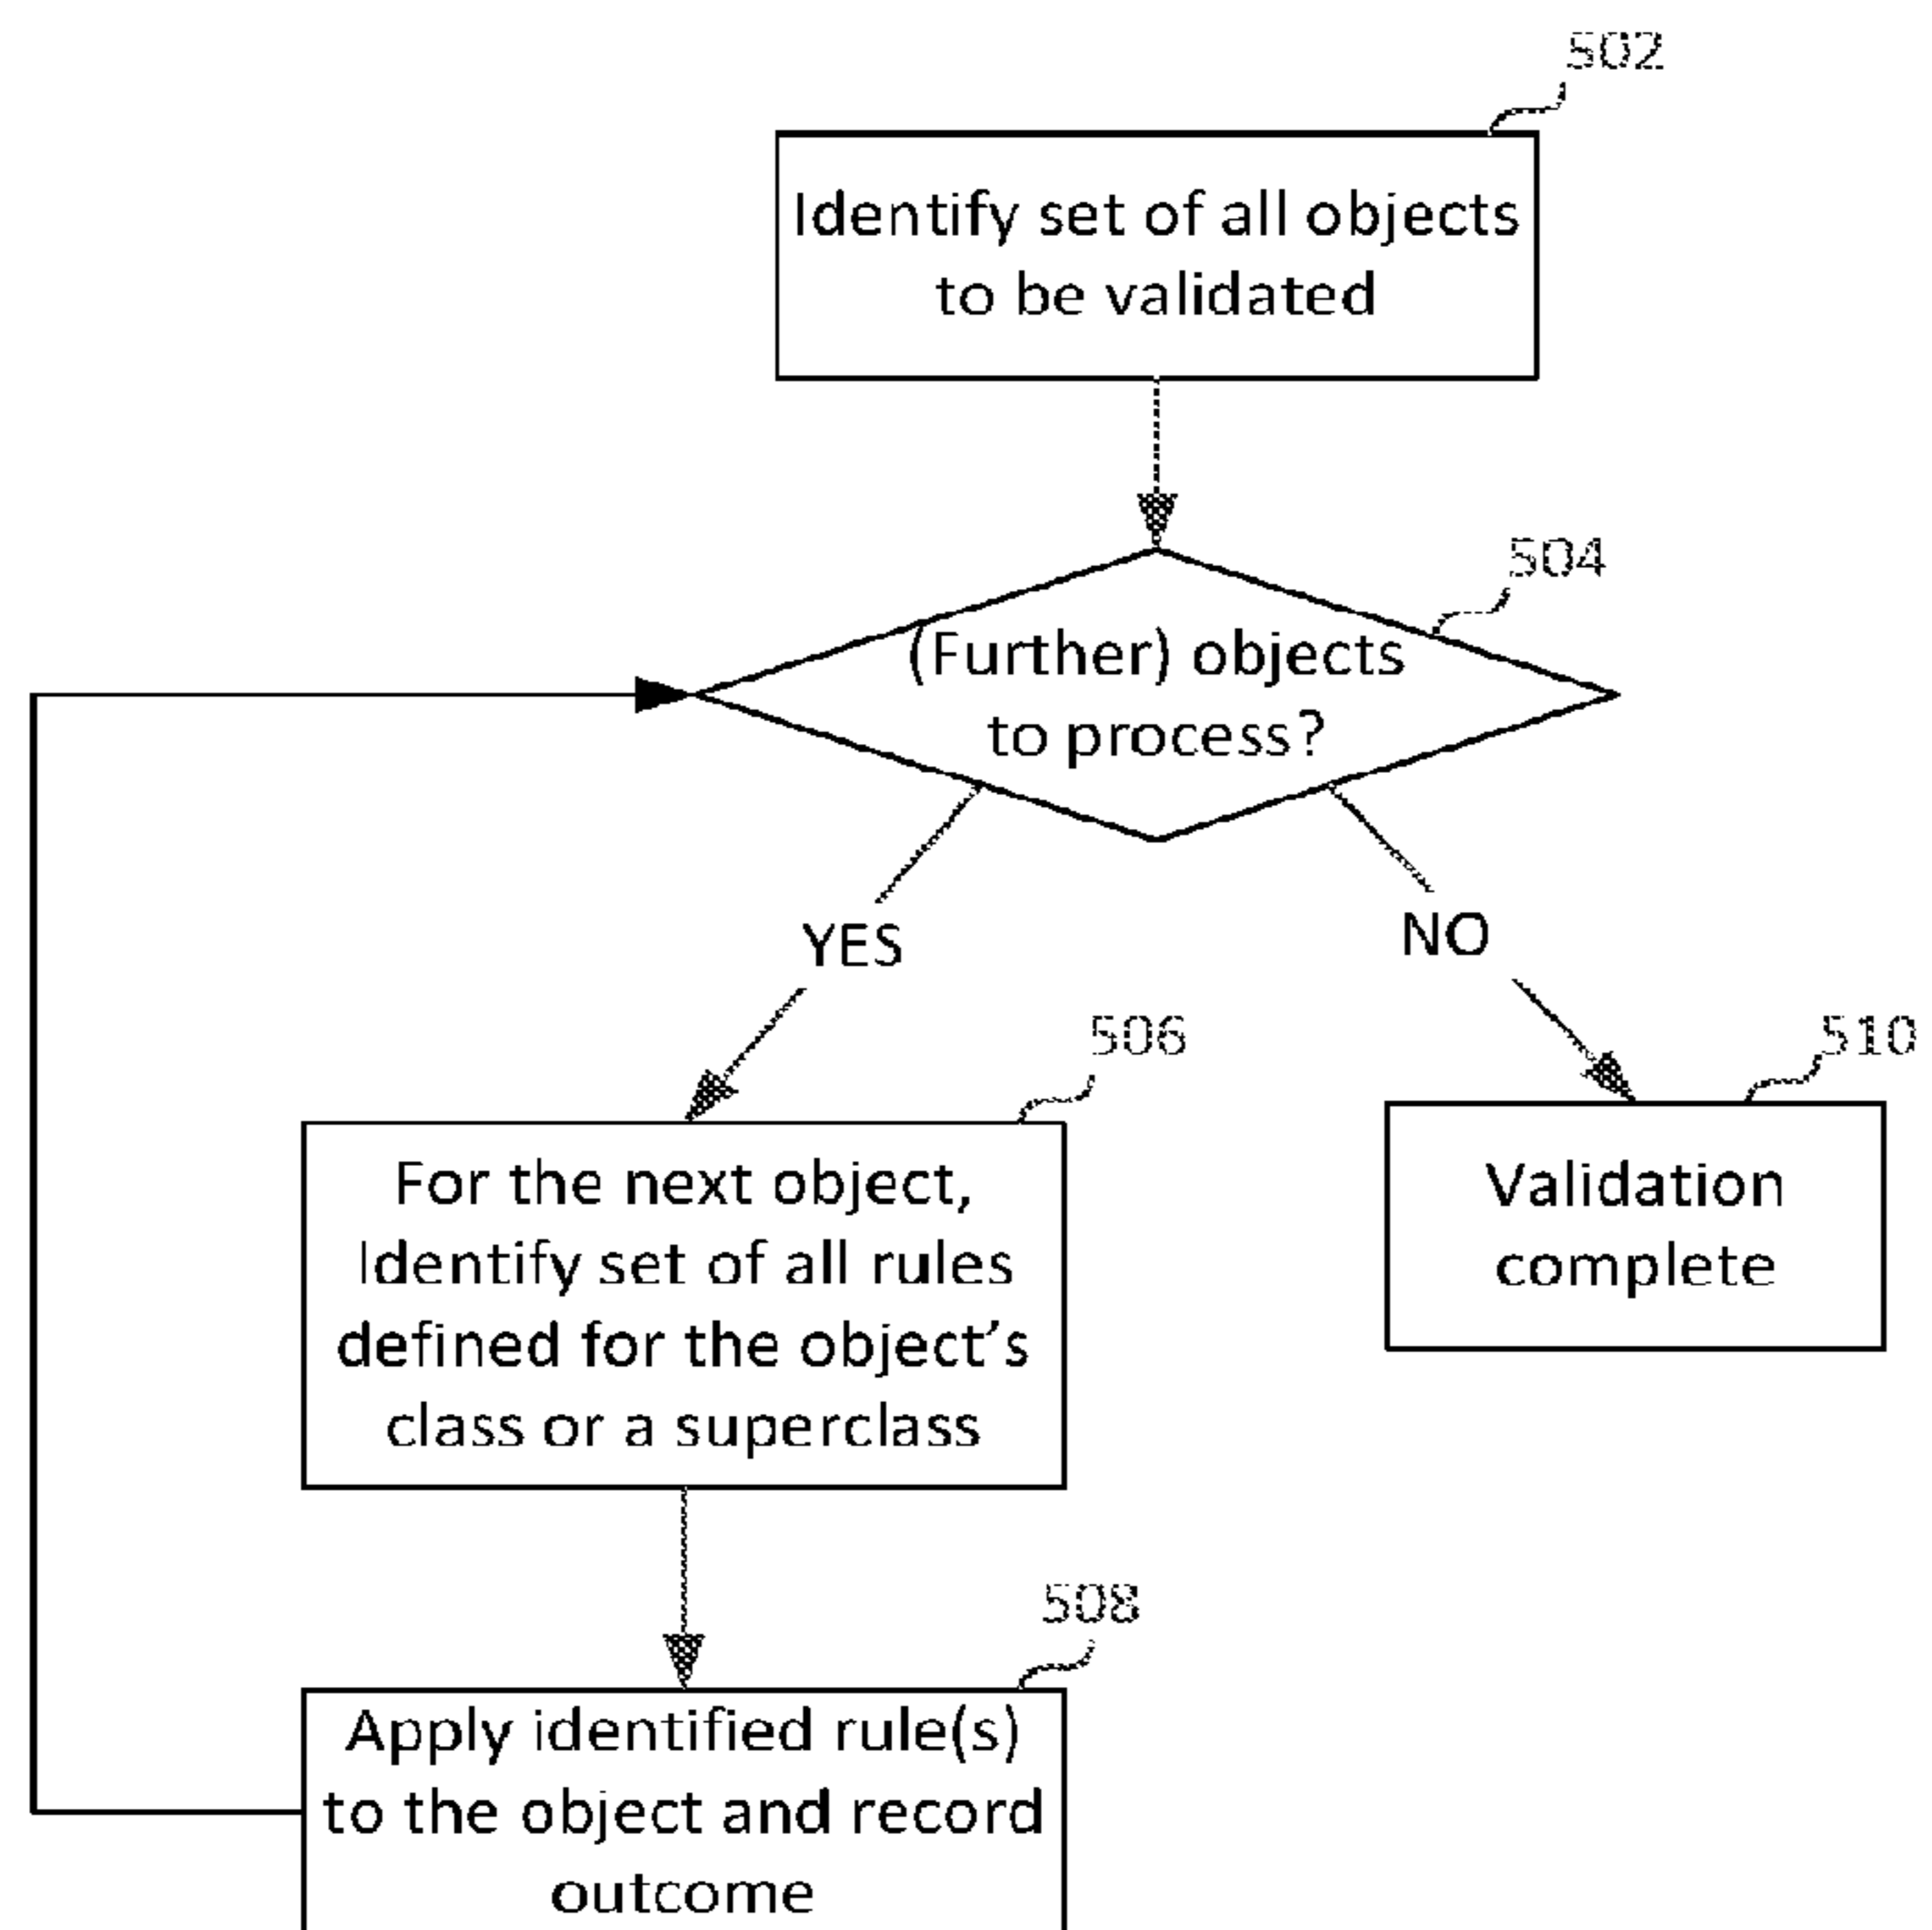 502
Identify set of all objects
to be validated
504
(Further) objects
to process?
YES
NO
506
510
For the next object,
Identify set of all rules
defined for the object’s
class or a superclass
Validation
complete
508
Apply identified rule(s)
to the object and record
outcome